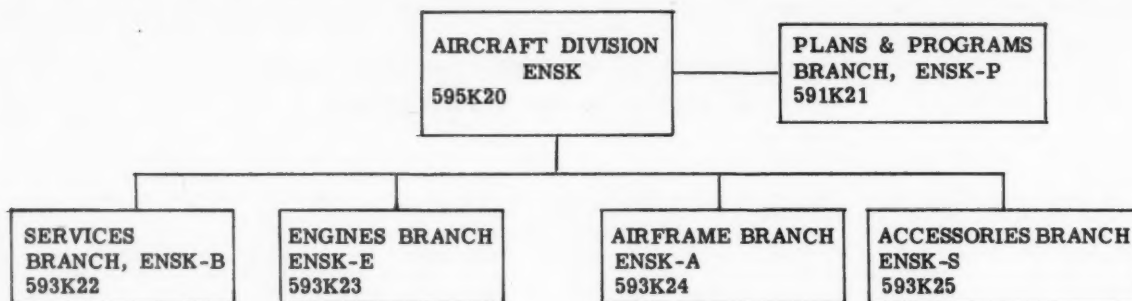 AIRCRAFT DIVISION
ENSK
595K20
PLANS & PROGRAMS
BRANCH, ENSK-P
591K21
SERVICES
BRANCH, ENSK-B
593K22
ENGINES BRANCH
ENSK-E
593K23
AIRFRAME BRANCH
ENSK-A
593K24
ACCESSORIES BRANCH
ENSK-S
593K25